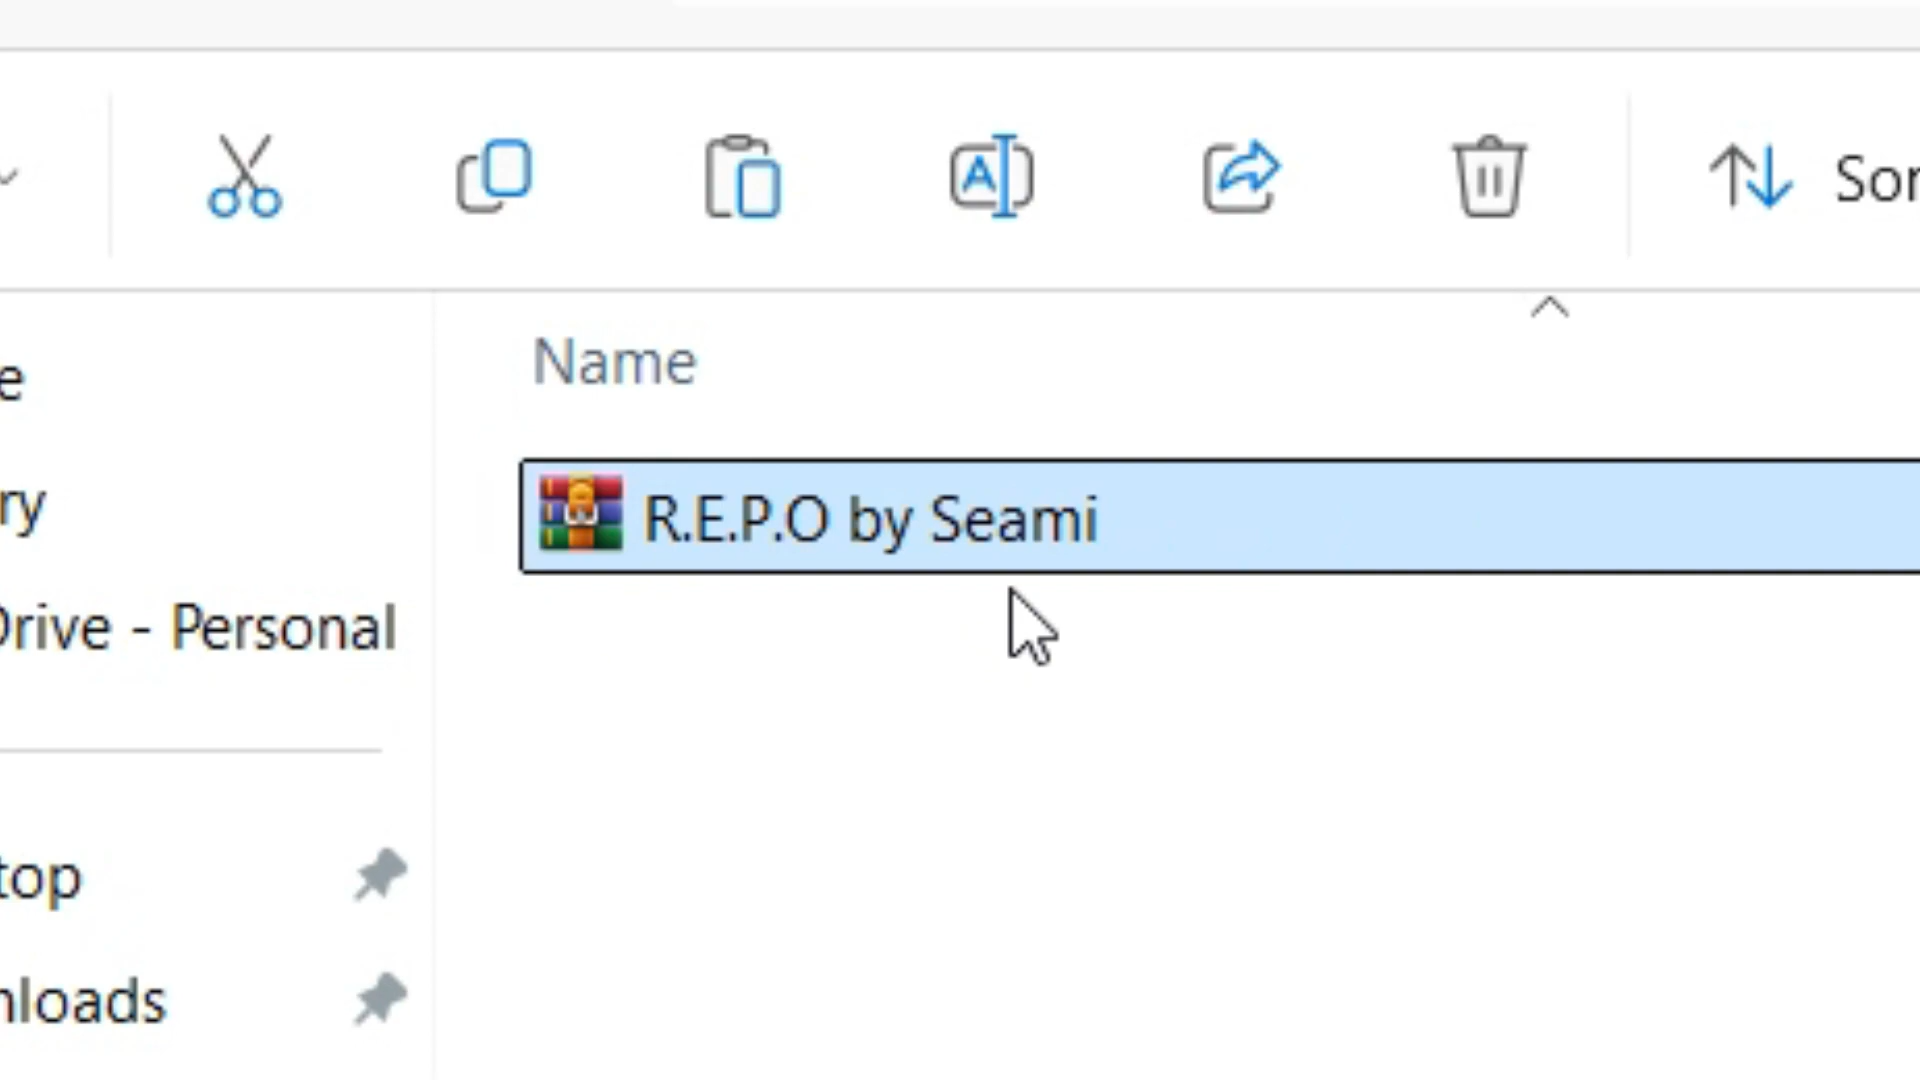 Sor
Name
e
R.E.P.O by Seami
ry
Drive - Personal
top
nloads